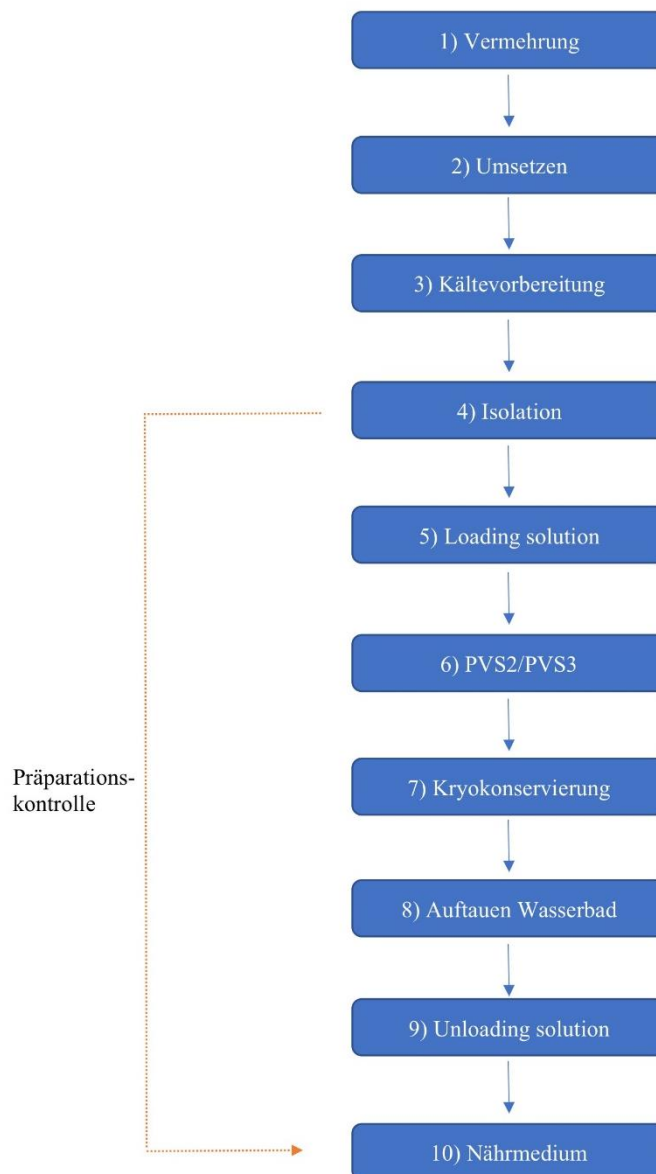 1) Vermehrung
2) Umsetzen
3) Kältevorbereitung
4) Isolation
5) Loading solution
6) PVS2/PVS3
Präparations-
kontrolle
7) Kryokonservierung
8) Auftauen Wasserbad
9) Unloading solution
10) Nährmedium